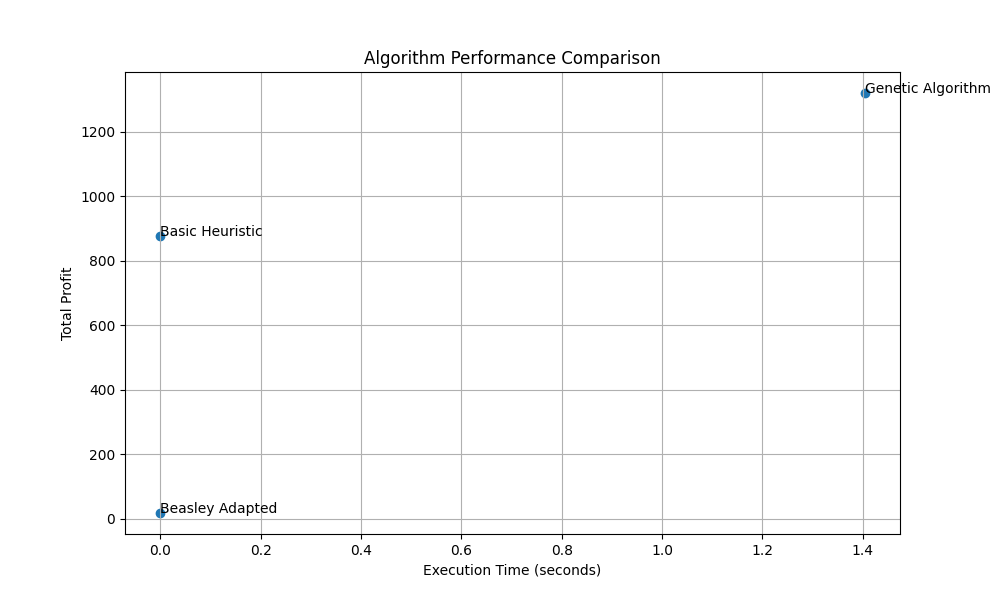 Algorithm Performance Comparison
Genetic Algorithm
Basic Heuristic
Beasley Adapted
Total Profit
1200
1000
800
600
400
200
0
0.0 0.2 0.4 0.6 0.8 1.0 1.2 1.4
Execution Time (seconds)